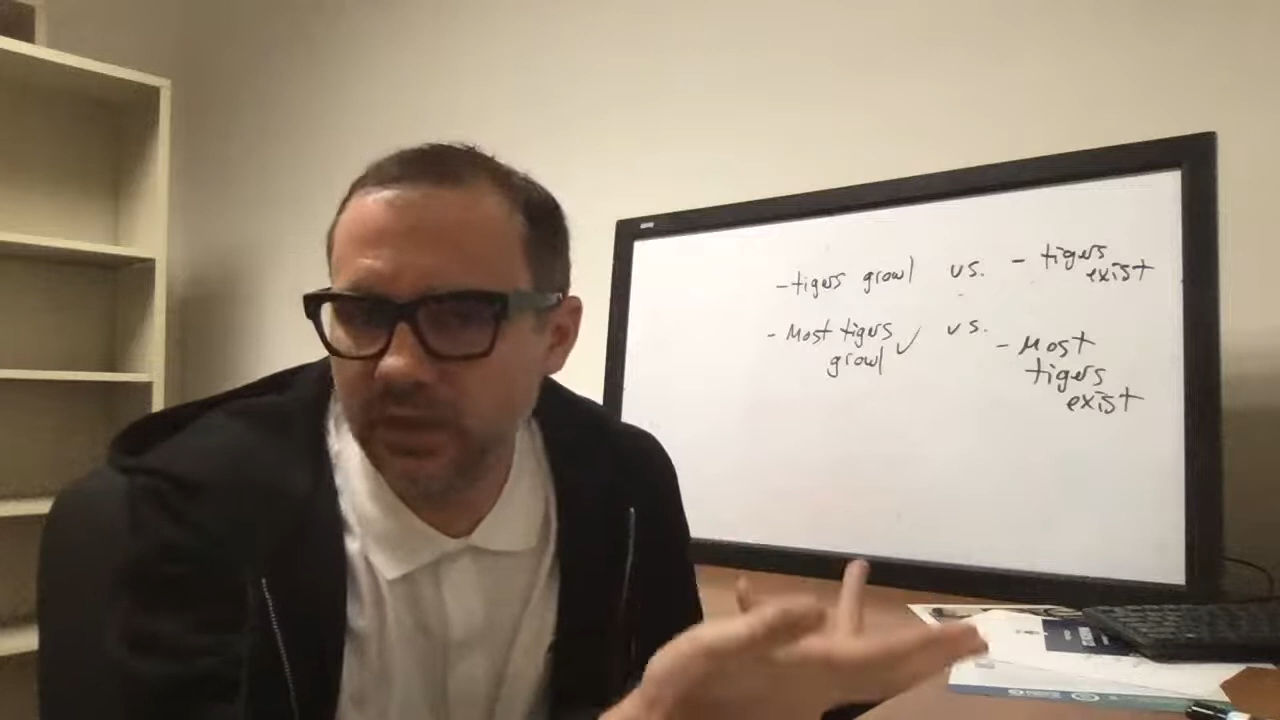 - tigers growl vs. - tigers
exist
- Most tigers vs. - Most
growl ✓ tigers
exist